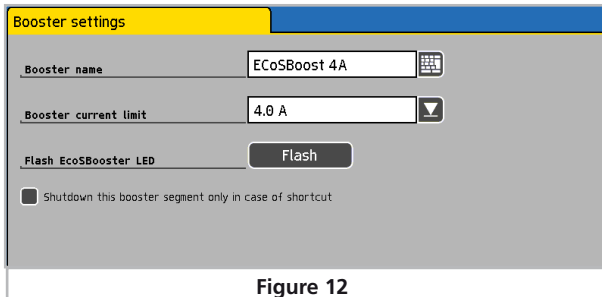 Booster settings
Booster name
ECoSBoost 4A
Booster current limit
4.0 A
Flash EcoSBooster LED
Flash
Shutdown this booster segment only in case of shortcut
Figure 12